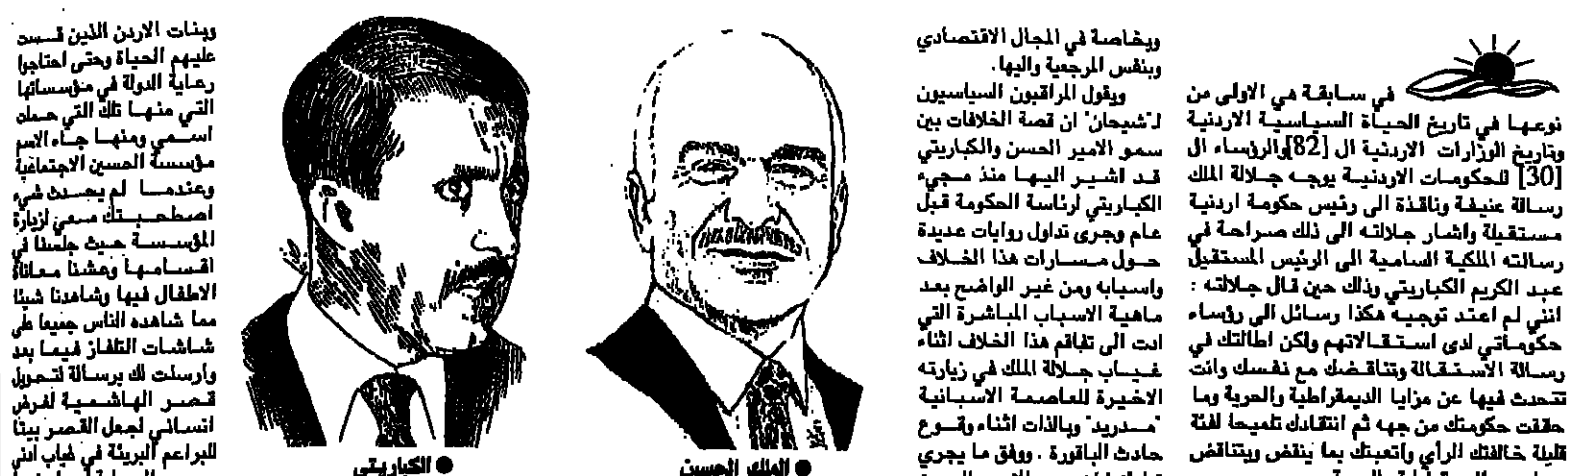 في سابقة هي الاولى من
نوعها في تاريخ الحياة السياسية الاردنية
وتاريخ الوزارات الاردنية ال [82] والرؤساء ال
[30] للحكومات الاردنية يوجه جلالة الملك
رسالة عنيفة وناقذة الى رئيس حكومة اردنية
مستقيلة واشار جلالته الى ذلك صراحة في
رسالته الملكية السامية الى الرئيس المستقيل
عبد الكريم الكباريتي وذلك حين قال جلالته :
انني لم اعتد توجيه هكذا رسائل الى رؤساء
حكوماتي لدى استقالاتهم ولكن اطالتك في
رسالة الاستقالة وتناقضك مع نفسك وانت
تتحدث فيها عن مزايا الديمقراطية والحرية وما
حققت حكومتك من جهه ثم انتقادك تلميحا لفئة
قليلة خالفتك الرأي واتعبتك بما ينقض ويتناقض
وبخاصة في المجال الاقتصادي
وبنفس المرجعية واليها.
ويقول المراقبون السياسيون
لـ"شيحان" ان قصة الخلافات بين
سمو الامير الحسن والكباريتي
قد اشير اليها منذ مجيء
الكباريتي لرئاسة الحكومة قبل
عام وجرى تداول روايات عديدة
حول مسارات هذا الخلاف
واسبابه ومن غير الواضح بعد
ماهية الاسباب المباشرة التي
ادت الى تفاقم هذا الخلاف اثناء
غياب جلالة الملك في زيارته
الاخيرة للعاصمة الاسبانية
"مدريد" وبالذات اثناء وقوع
حادث الباقورة . ووفق ما يجري
● الملك الحسين
● الكباريتي
وبنات الاردن الذين قست
عليهم الحياة وحتى احتاجوا
رعاية الدولة في مؤسساتها
التي منها تلك التي حملت
اسمي ومنها جاء الاسم
مؤسسة الحسين الاجتماعية
وعندما لم يحدث شيء
اصطحبتك معي لزيارة
المؤسسة حيث جلسنا في
اقسامها وعشنا معاناة
الاطفال فيها وشاهدنا شيئا
مما شاهده الناس جميعا على
شاشات التلفاز فيما بعد
وارسلت لك برسالة لتحويل
قصر الهاشمية لغرض
انساني لجعل القصر بيتا
للبراعم البريئة في غياب ابني